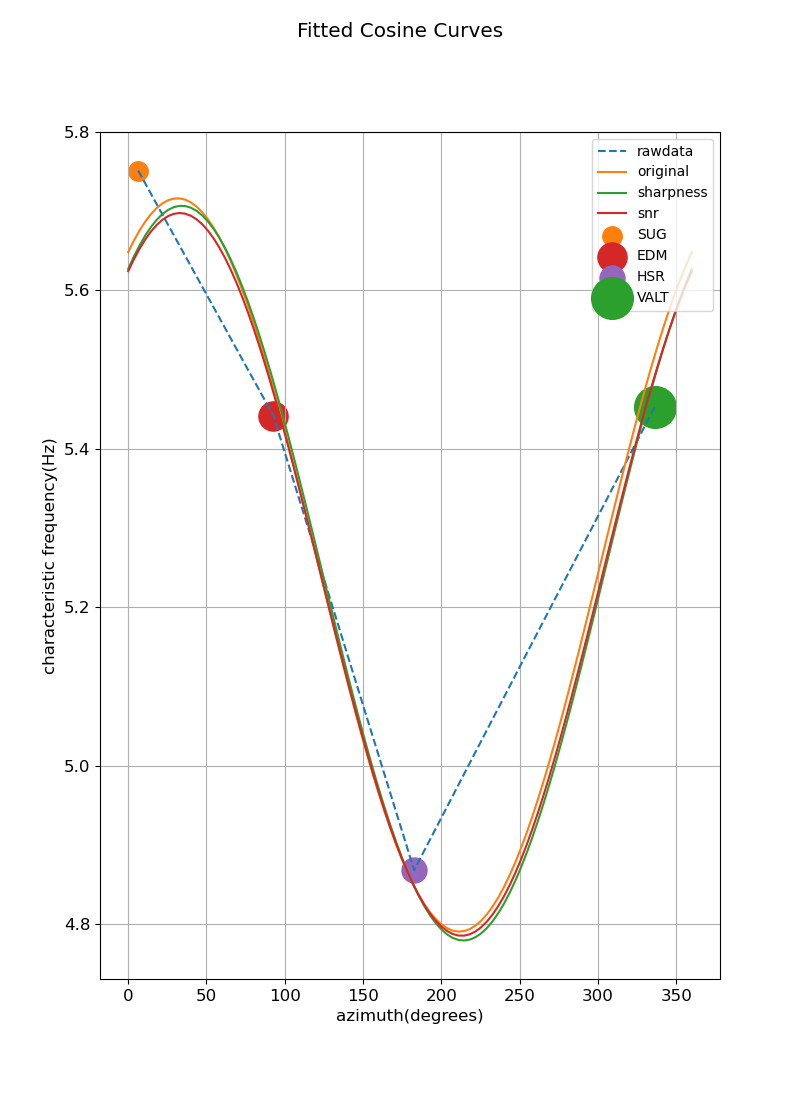 Fitted Cosine Curves
5.8
5.6
5.4
5.2
5.0
4.8
characteristic frequency(Hz)
rawdata
original
sharpness
snr
SUG
EDM
HSR
VALT
0 50 100 150 200 250 300 350
azimuth(degrees)